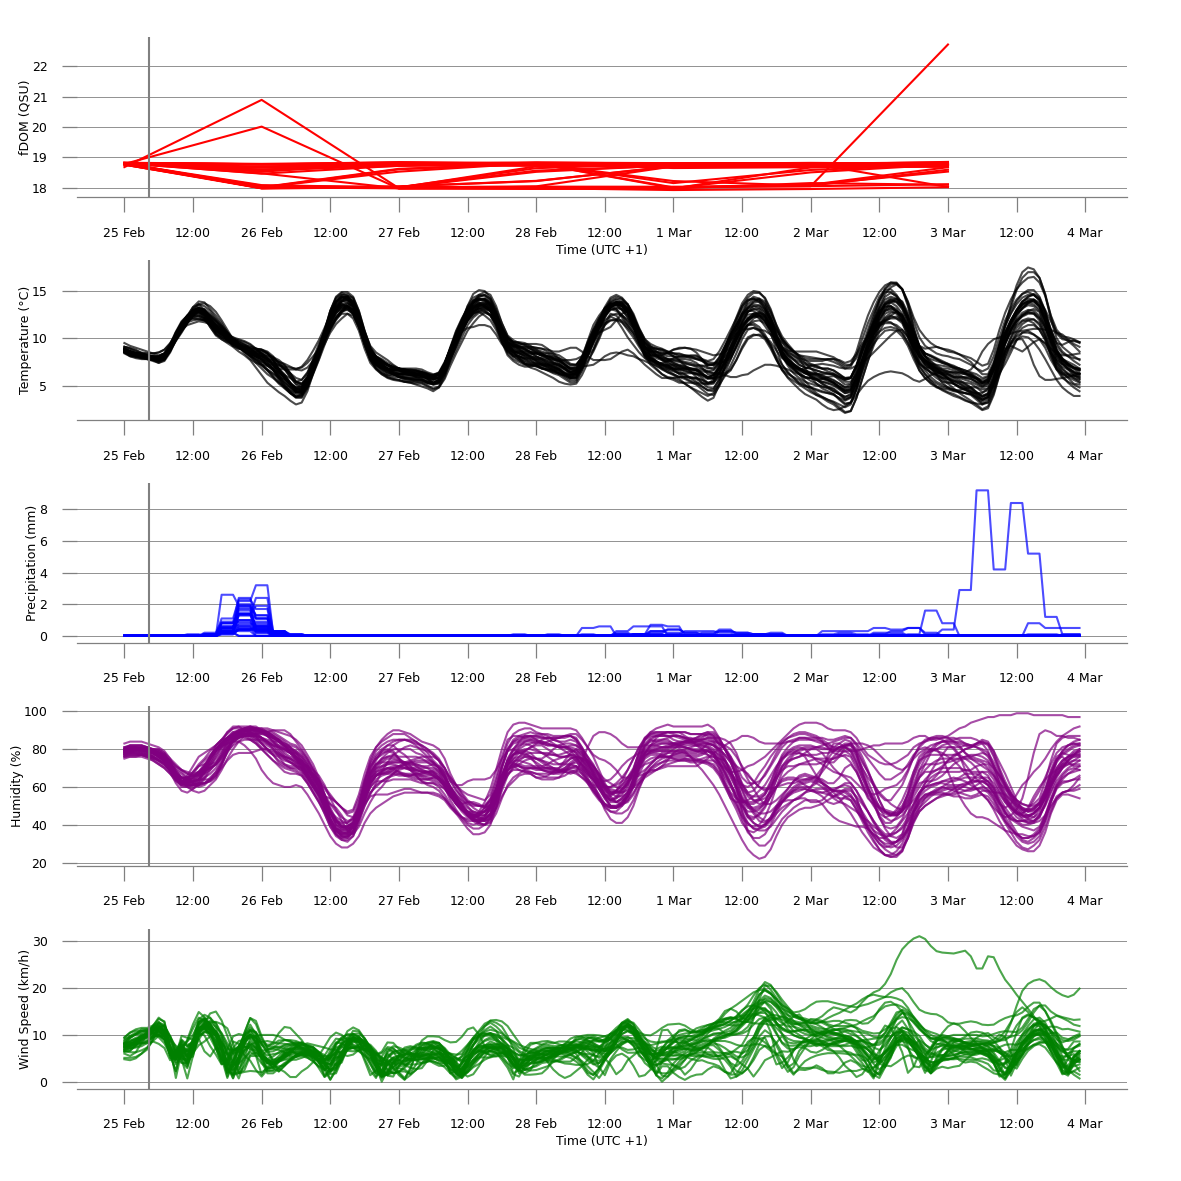 fDOM (QSU)
22
21
20
19
18
25 Feb 12:00 26 Feb 12:00 27 Feb 12:00 28 Feb 12:00 1 Mar 12:00 2 Mar 12:00 3 Mar 12:00 4 Mar
Time (UTC +1)
Temperature (°C)
15
10
5
25 Feb 12:00 26 Feb 12:00 27 Feb 12:00 28 Feb 12:00 1 Mar 12:00 2 Mar 12:00 3 Mar 12:00 4 Mar
Precipitation (mm)
8
6
4
2
0
25 Feb 12:00 26 Feb 12:00 27 Feb 12:00 28 Feb 12:00 1 Mar 12:00 2 Mar 12:00 3 Mar 12:00 4 Mar
Humidity (%)
100
80
60
40
20
25 Feb 12:00 26 Feb 12:00 27 Feb 12:00 28 Feb 12:00 1 Mar 12:00 2 Mar 12:00 3 Mar 12:00 4 Mar
Wind Speed (km/h)
30
20
10
0
25 Feb 12:00 26 Feb 12:00 27 Feb 12:00 28 Feb 12:00 1 Mar 12:00 2 Mar 12:00 3 Mar 12:00 4 Mar
Time (UTC +1)